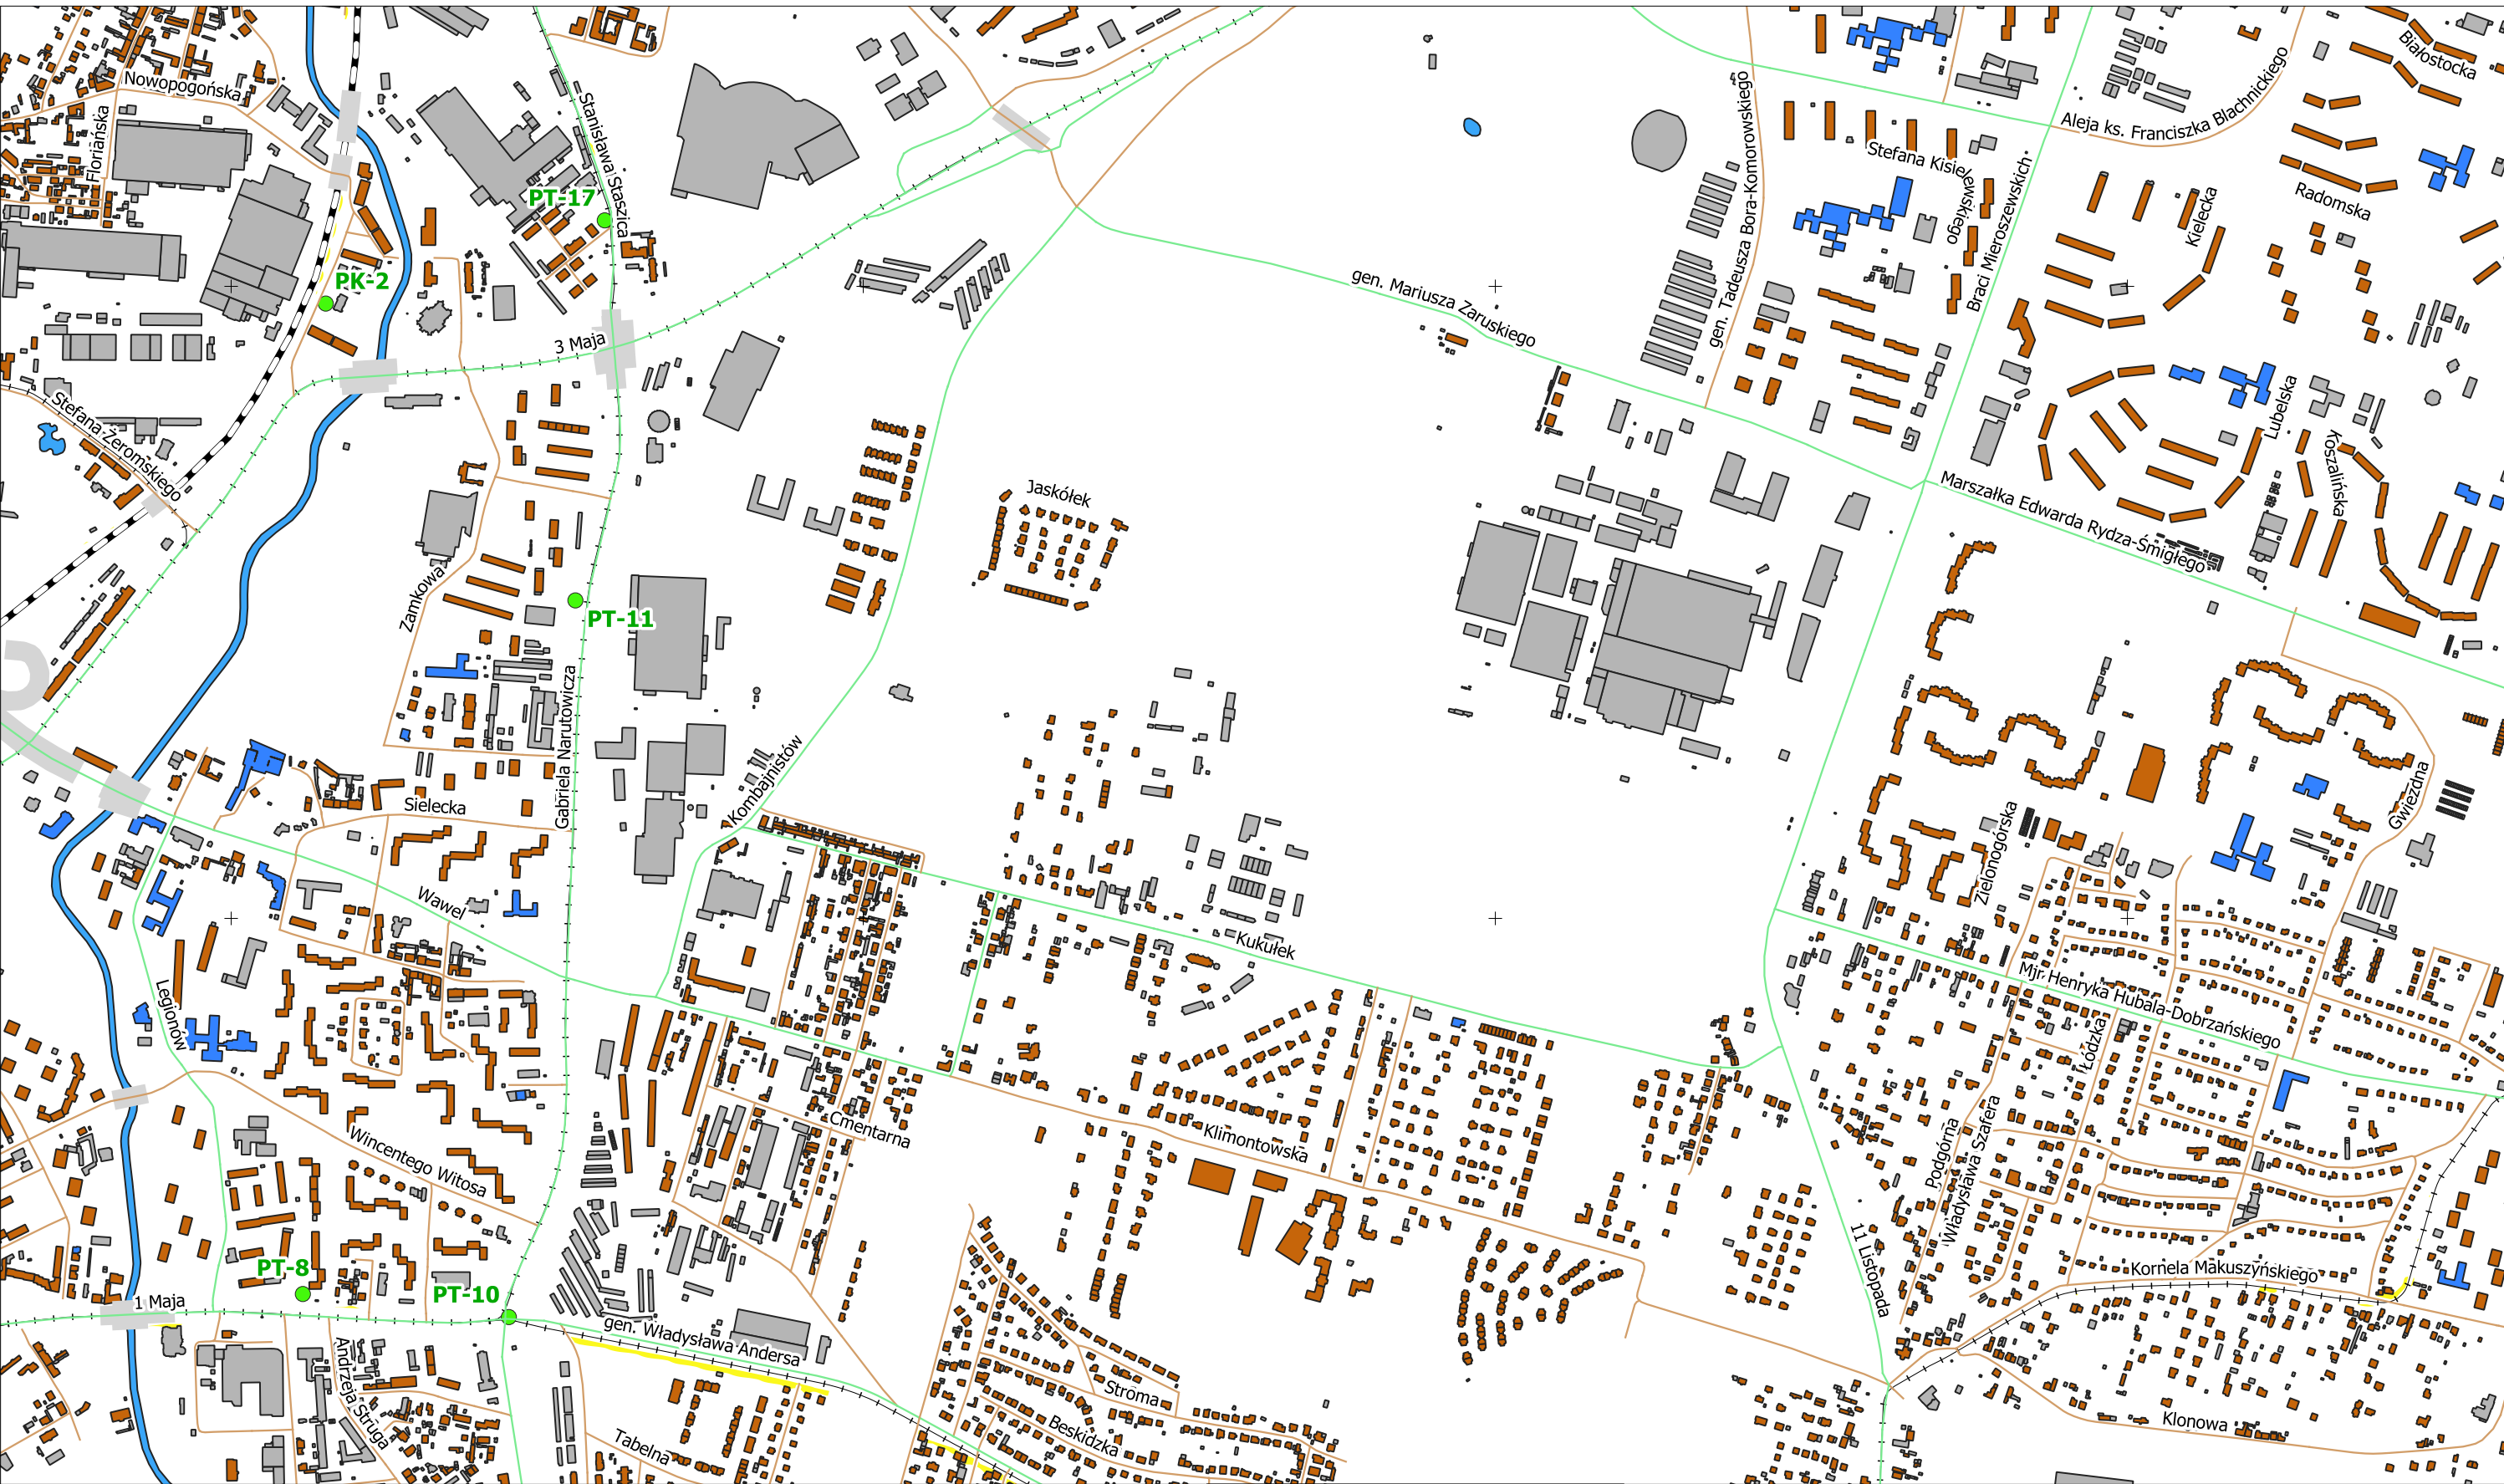 Białostocka
Nowopogońska
Aleja ks. Franciszka Blachnickiego
Floriańska
Stanisława Staszica
gen. Tadeusza Bora-Komorowskiego
Stefana Kisielewskiego
Braci Mieroszewskich
Radomska
Kielecka
PT-17
PK-2
gen. Mariusza Zaruskiego
3 Maja
Stefana Żeromskiego
Lubelska
Koszalińska
Jaskółek
Marszałka Edwarda Rydza-Śmigłego
Zamkowa
PT-11
Gabriela Narutowicza
Kombajnistów
Gwiezdna
Sielecka
Zielonogórska
Wawel
Kukułek
Legionów
Mjr Henryka Hubala-Dobrzańskiego
Łódzka
Cmentarna
Klimontowska
Wincentego Witosa
Podgórna
Władysława Szafera
11 Listopada
PT-8
PT-10
Kornela Makuszyńskiego
1 Maja
gen. Władysława Andersa
Andrzeja Struga
Stroma
Beskidzka
Klonowa
Tabelna